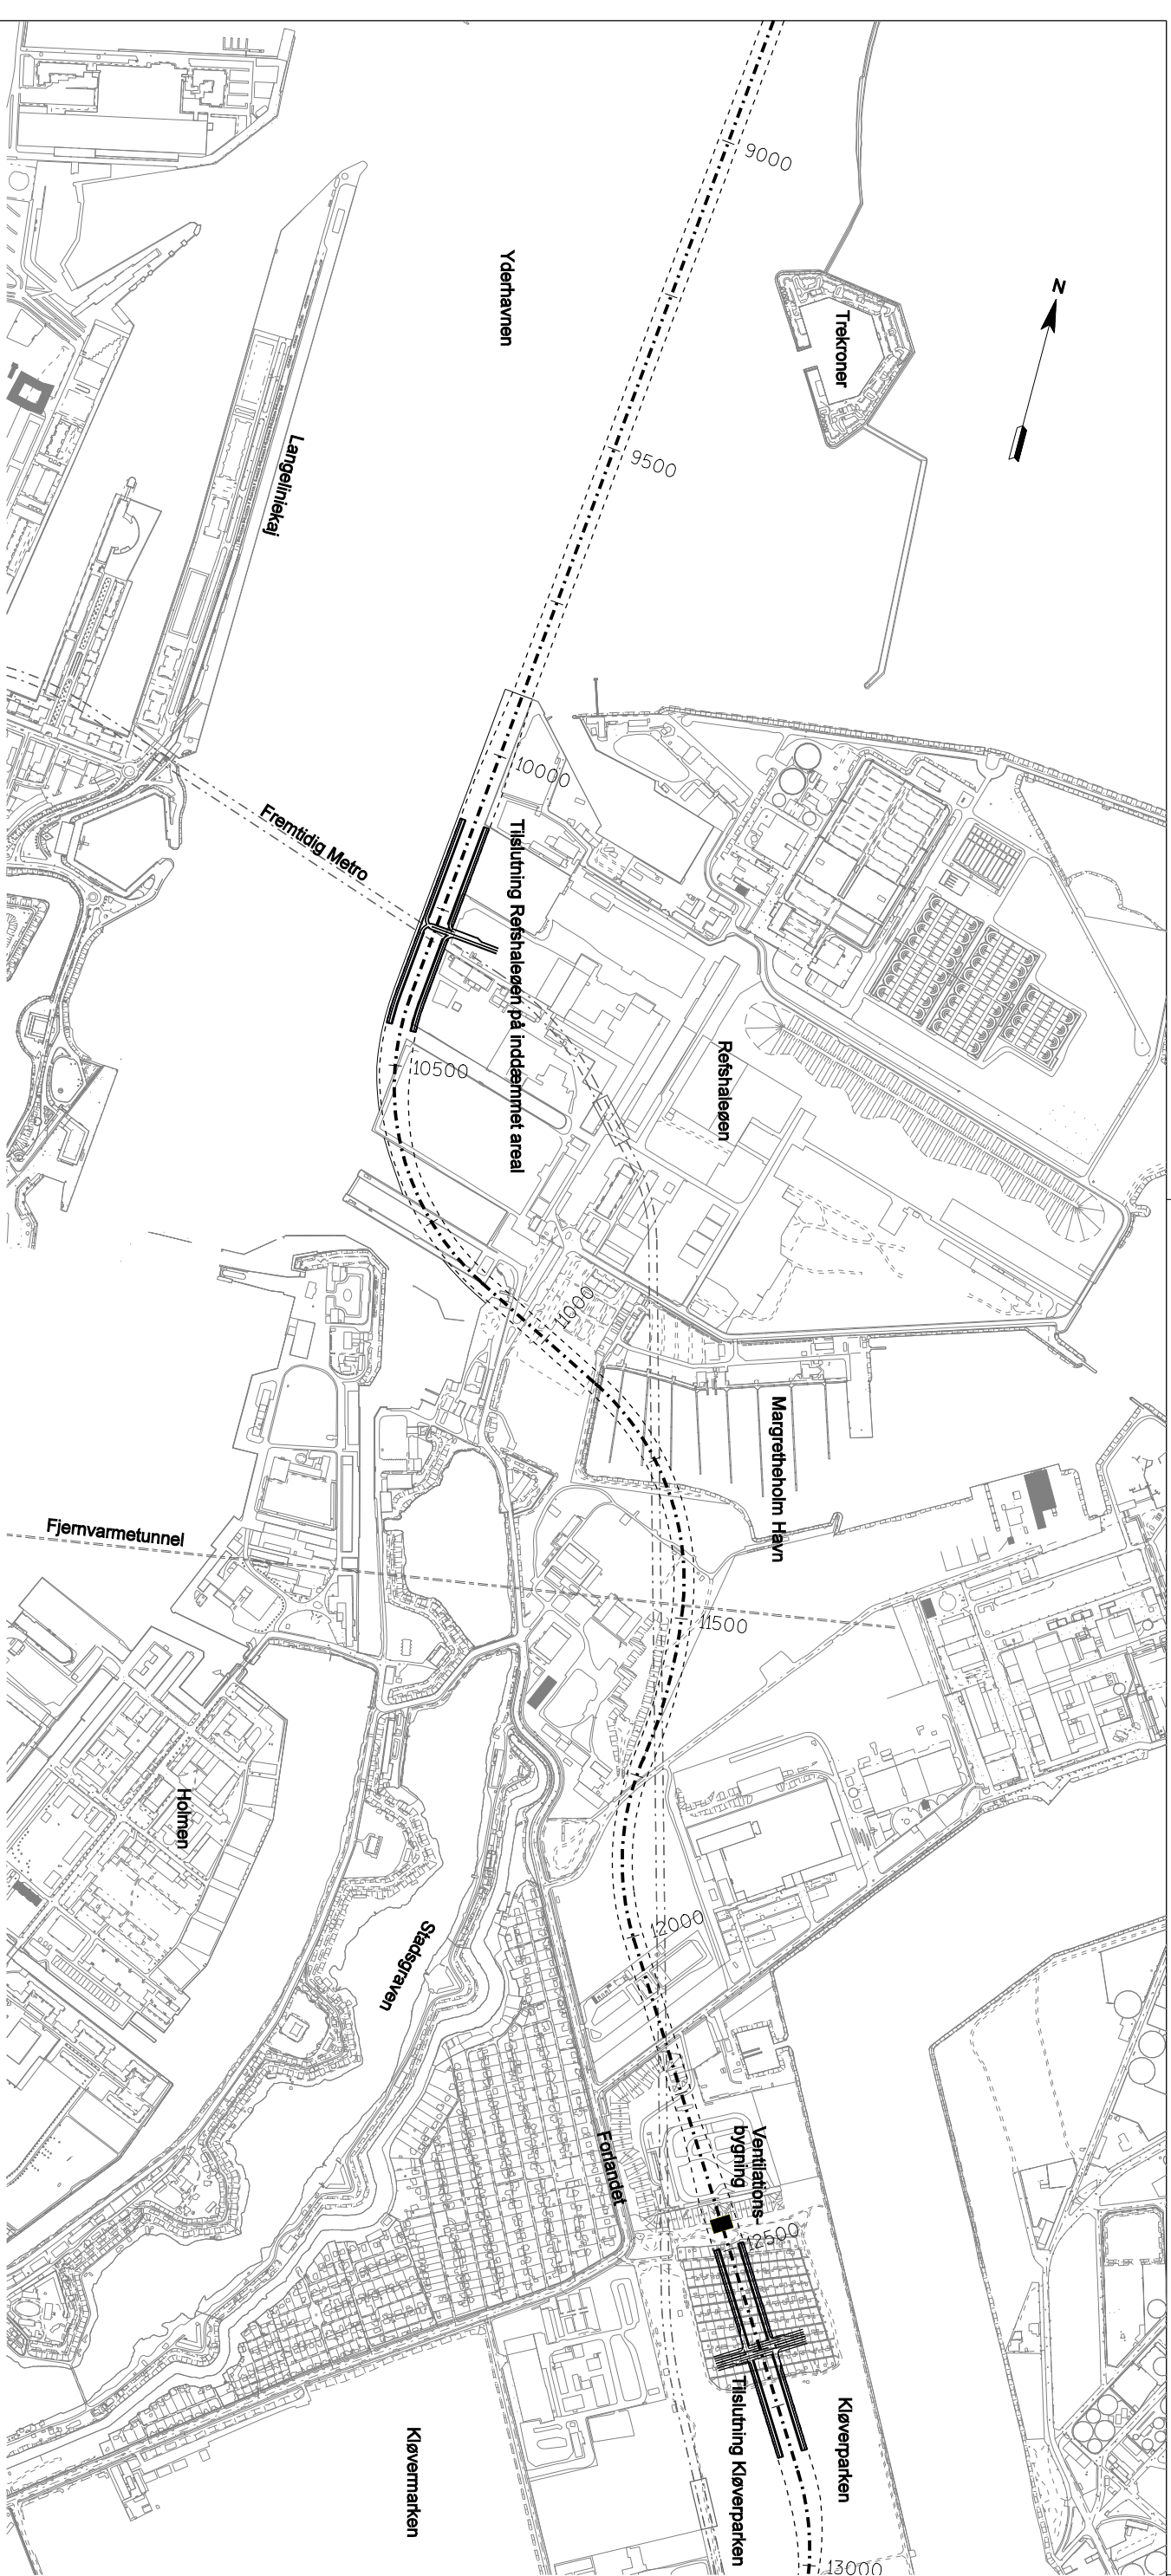 9000
N
Yderhavnen
Trekroner
9500
Langeliniekaj
10000
Fremtidig Metro
Tilslutning Refshaleøen på inddæmmet areal
Refshaleøen
10500
11000
Margretheholm Havn
Fjernvarmetunnel
11500
Holmen
Stadsgraven
12000
Forlandet
Ventilations-
bygning
12500
Tilslutning Kløverparken
Kløverparken
Kløvermarken
13000